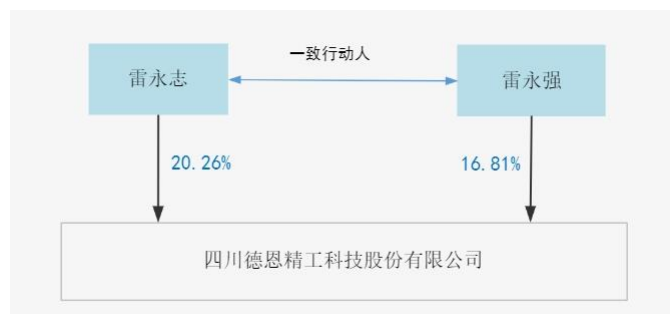 一致行动人
雷永志
雷永强
20.26%
16.81%
四川德恩精工科技股份有限公司